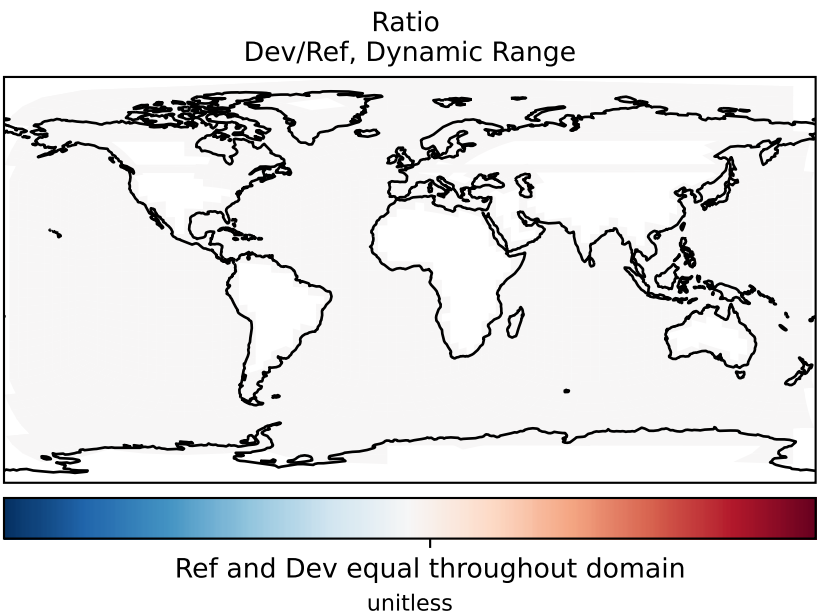 Ratio
Dev/Ref, Dynamic Range
Ref and Dev equal throughout domain
unitless